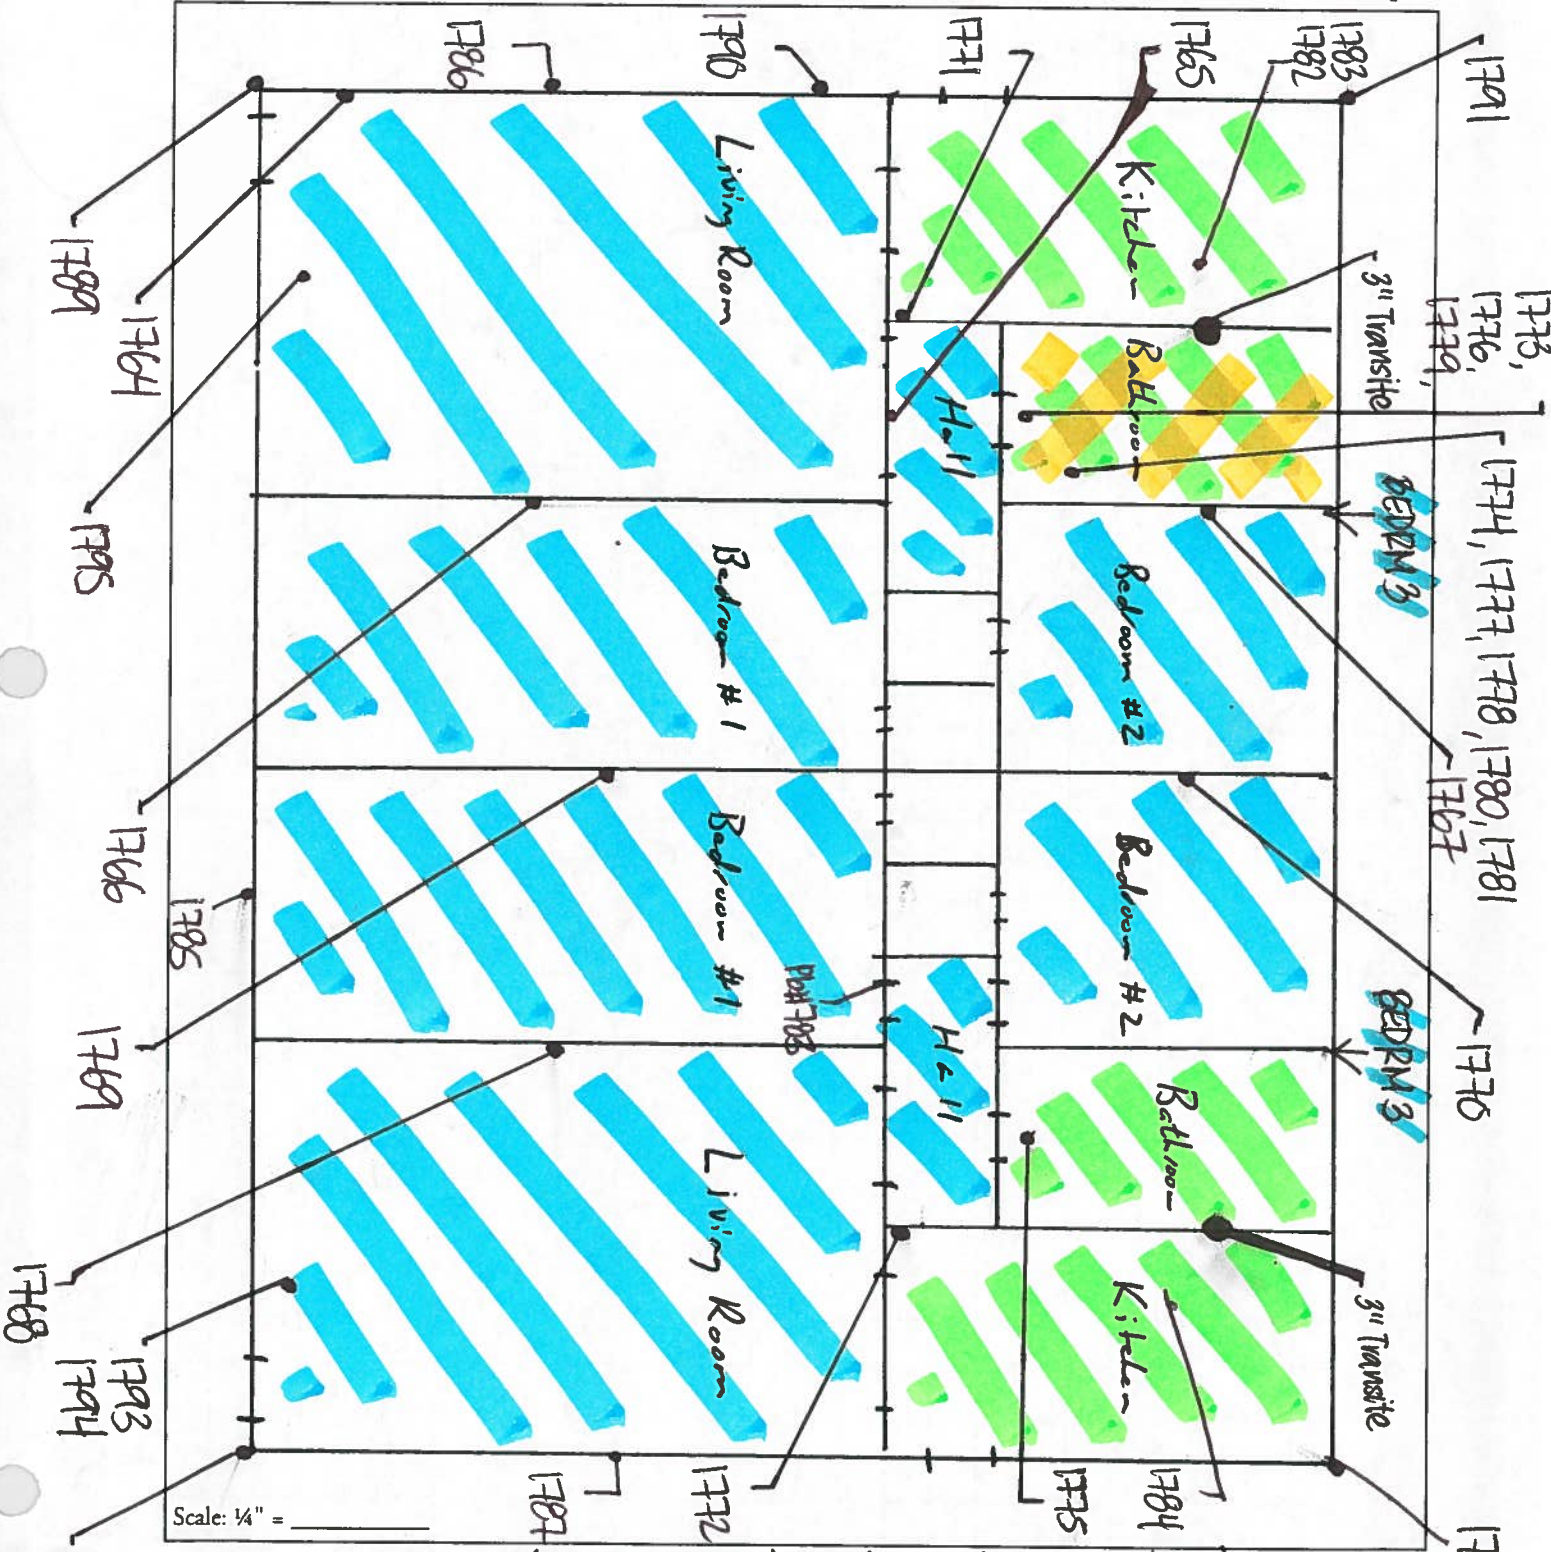 1791
1783
1782
1765
1771
1790
1786
Kitchen
Living Room
3" Transite
1773,
1776,
1779,
1789
1764
1795
Bathroom
Hall
BEDRM 3
1774, 1777, 1778, 1780, 1781
1767
Bedroom #2
Bedroom #1
1766
1785
Bedroom #2
Bedroom #1
1769
BEDRM 3
1770
Hall
Bathroom
1768
1793
1794
Living Room
Kitchen
3" Transite
1784
1775
1772
1787
17
Scale: ¼" =